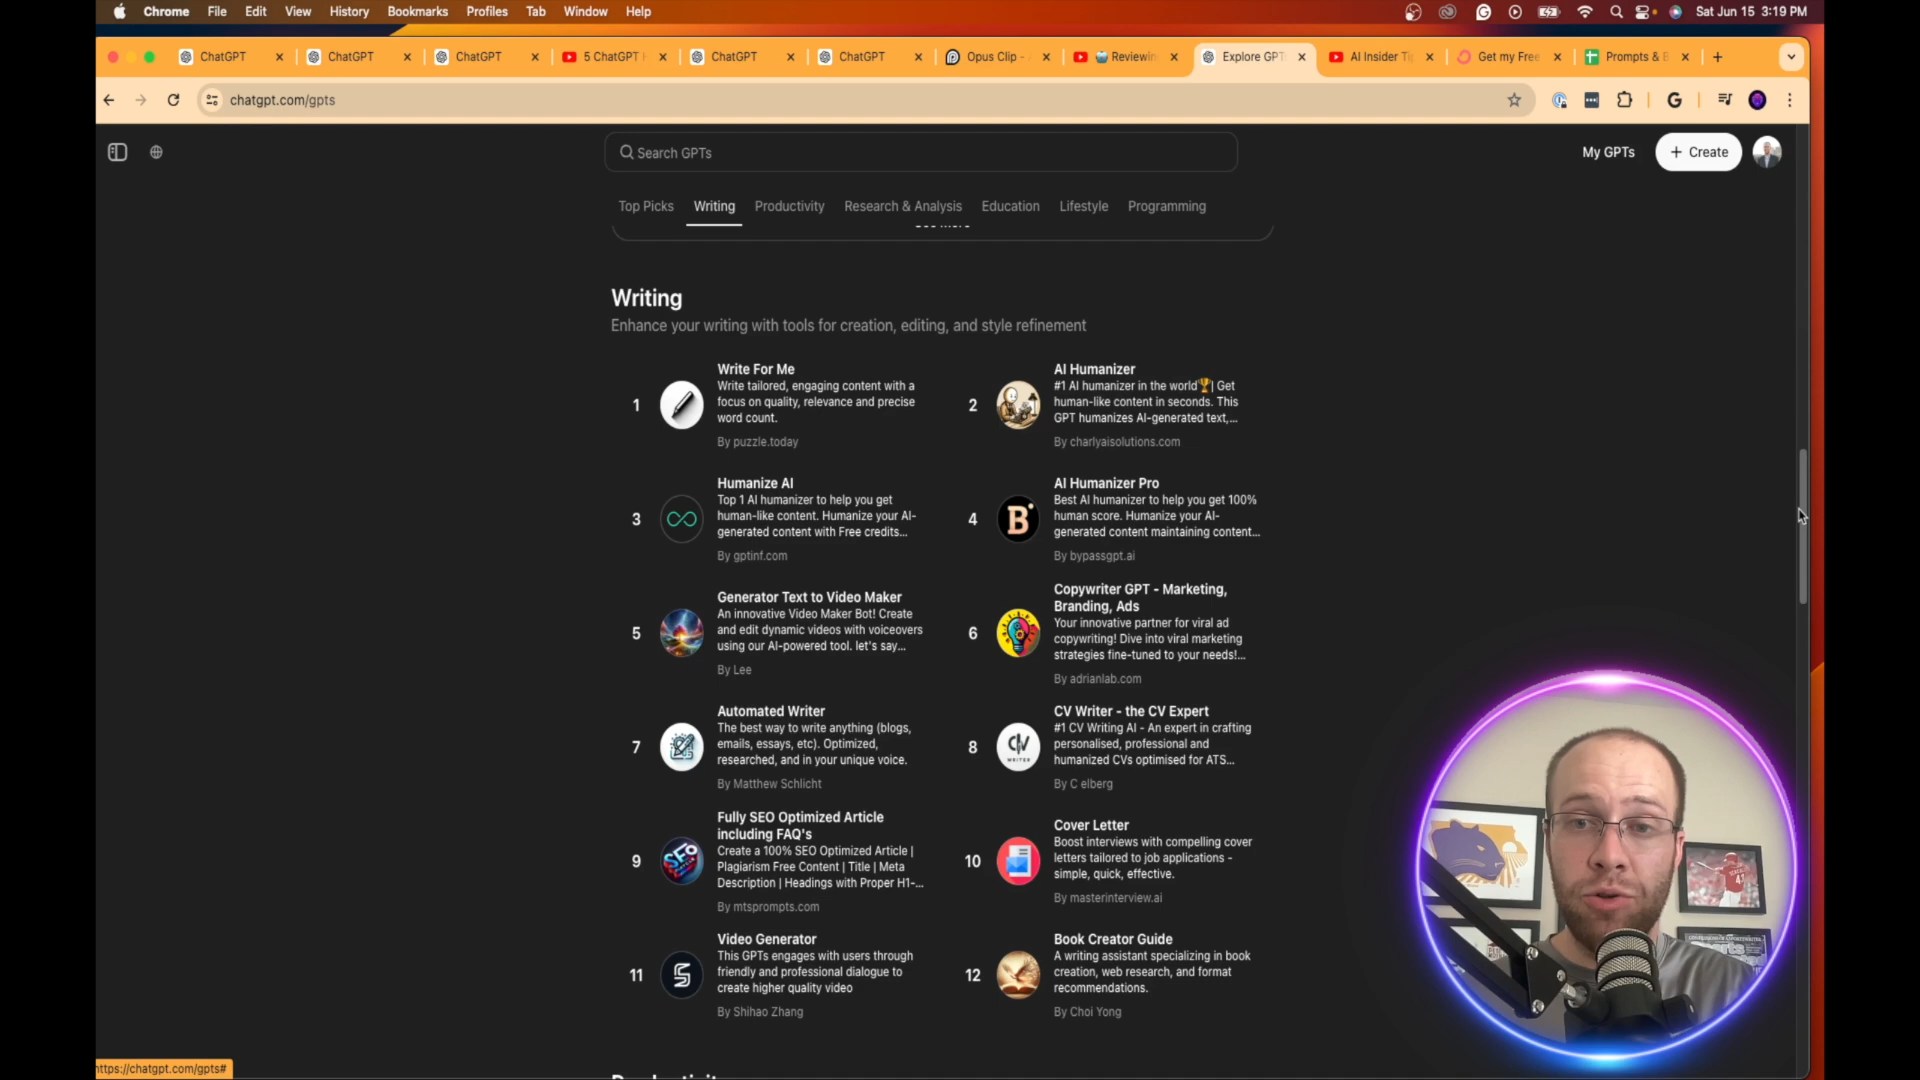 Chrome File Edit View History Bookmarks Profiles Tab Window Help Sat Jun 15 3:19 PM
ChatGPT ChatGPT ChatGPT 5 ChatGPT ChatGPT ChatGPT Opus Clip - Reviewing Explore GPT AI Insider Ti Get my Free Prompts & B
chatgpt.com/gpts
Search GPTs
My GPTs
+ Create
Top Picks Writing Productivity Research & Analysis Education Lifestyle Programming
See More
Writing
Enhance your writing with tools for creation, editing, and style refinement
1
Write For Me
Write tailored, engaging content with a
focus on quality, relevance and precise
word count.
By puzzle.today
2
AI Humanizer
#1 AI humanizer in the world🏆| Get
human-like content in seconds. This
GPT humanizes AI-generated text,...
By charlyaisolutions.com
3
Humanize AI
Top 1 AI humanizer to help you get
human-like content. Humanize your AI-
generated content with Free credits...
By gptinf.com
4
B
AI Humanizer Pro
Best AI humanizer to help you get 100%
human score. Humanize your AI-
generated content maintaining content...
By bypassgpt.ai
5
Generator Text to Video Maker
An innovative Video Maker Bot! Create
and edit dynamic videos with voiceovers
using our AI-powered tool. let's say...
By Lee
6
Copywriter GPT - Marketing,
Branding, Ads
Your innovative partner for viral ad
copywriting! Dive into viral marketing
strategies fine-tuned to your needs!...
By adrianlab.com
7
Automated Writer
The best way to write anything (blogs,
emails, essays, etc). Optimized,
researched, and in your unique voice.
By Matthew Schlicht
8
CV
WRITER
CV Writer - the CV Expert
#1 CV Writing AI - An expert in crafting
personalised, professional and
humanized CVs optimised for ATS...
By C elberg
9
SEO
Fully SEO Optimized Article
including FAQ's
Create a 100% SEO Optimized Article |
Plagiarism Free Content | Title | Meta
Description | Headings with Proper H1-...
By mtsprompts.com
10
Cover Letter
Boost interviews with compelling cover
letters tailored to job applications -
simple, quick, effective.
By masterinterview.ai
11
Video Generator
This GPTs engages with users through
friendly and professional dialogue to
create higher quality video
By Shihao Zhang
12
Book Creator Guide
A writing assistant specializing in book
creation, web research, and format
recommendations.
By Choi Yong
Productivity
https://chatgpt.com/gpts#